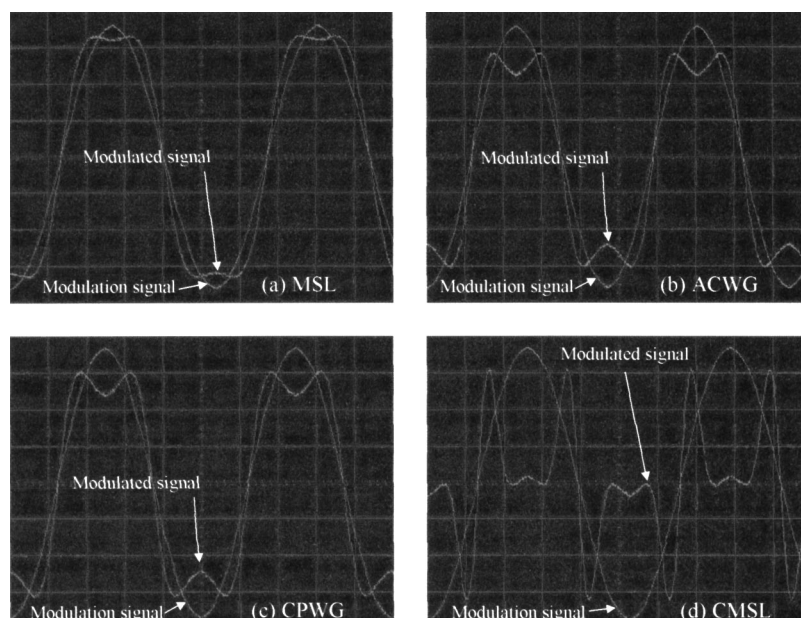 Modulated signal
Modulation signal
(a) MSL
Modulated signal
Modulation signal
(b) ACWG
Modulated signal
Modulation signal
(c) CPWG
Modulated signal
Modulation signal
(d) CMSL